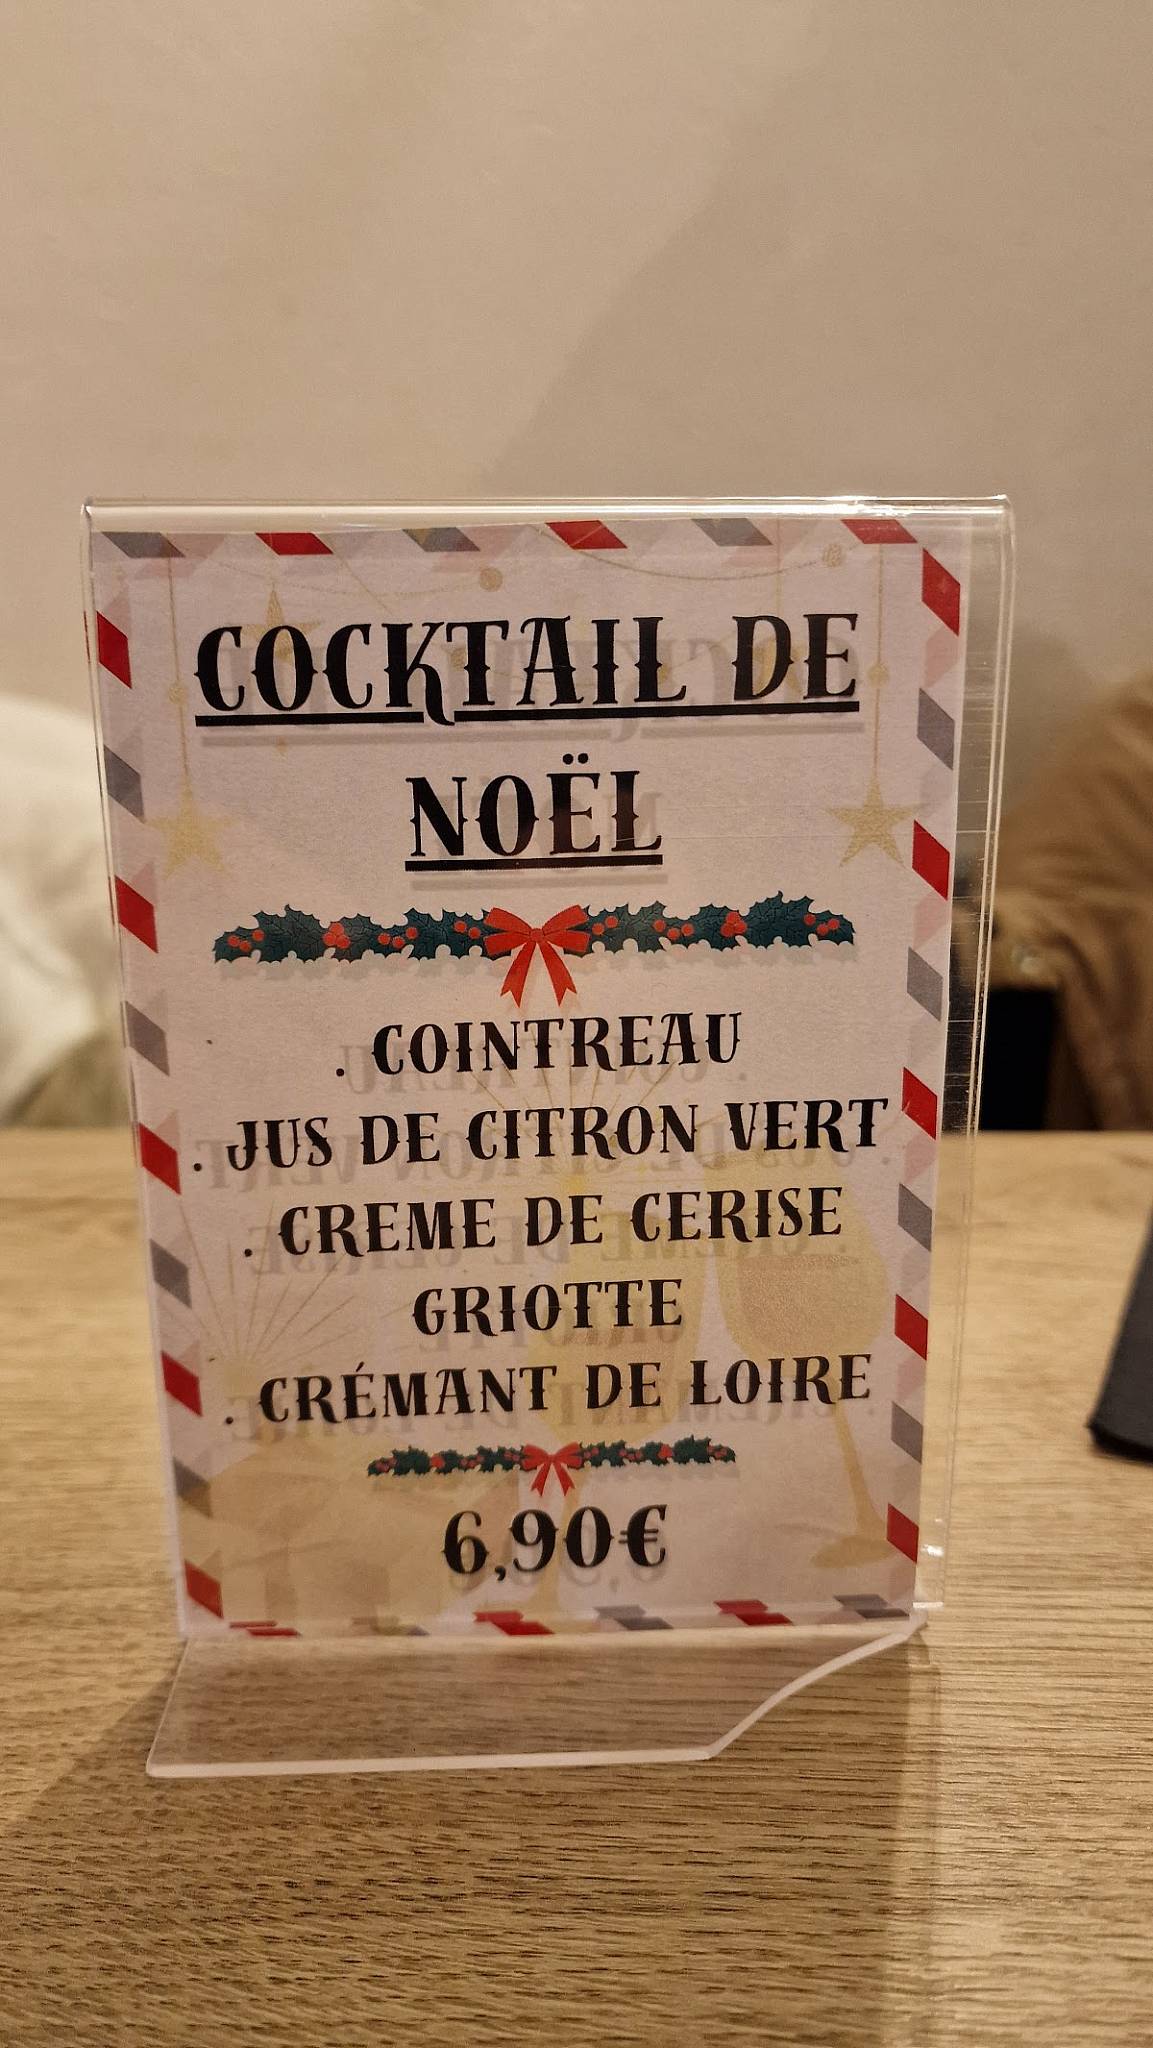 COCKTAIL DE
NOËL
. COINTREAU
. JUS DE CITRON VERT
. CREME DE CERISE
GRIOTTE
. CRÉMANT DE LOIRE
6,90€